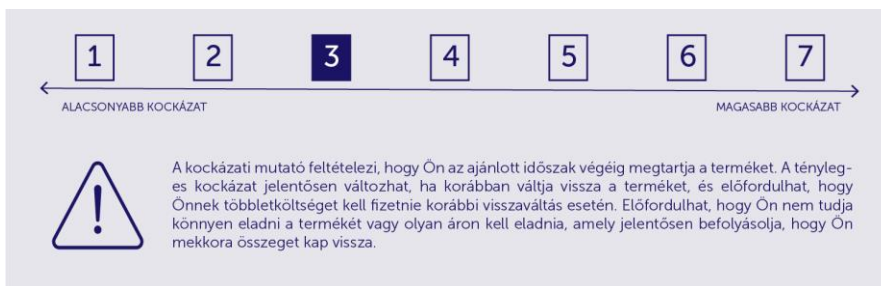 1 2 3 4 5 6 7
ALACSONYABB KOCKÁZAT MAGASABB KOCKÁZAT
A kockázati mutató feltételezi, hogy Ön az ajánlott időszak végéig megtartja a terméket. A tényleg-
es kockázat jelentősen változhat, ha korábban váltja vissza a terméket, és előfordulhat, hogy
Önnek többletköltséget kell fizetnie korábbi visszaváltás esetén. Előfordulhat, hogy Ön nem tudja
könnyen eladni a termékét vagy olyan áron kell eladnia, amely jelentősen befolyásolja, hogy Ön
mekkora összeget kap vissza.